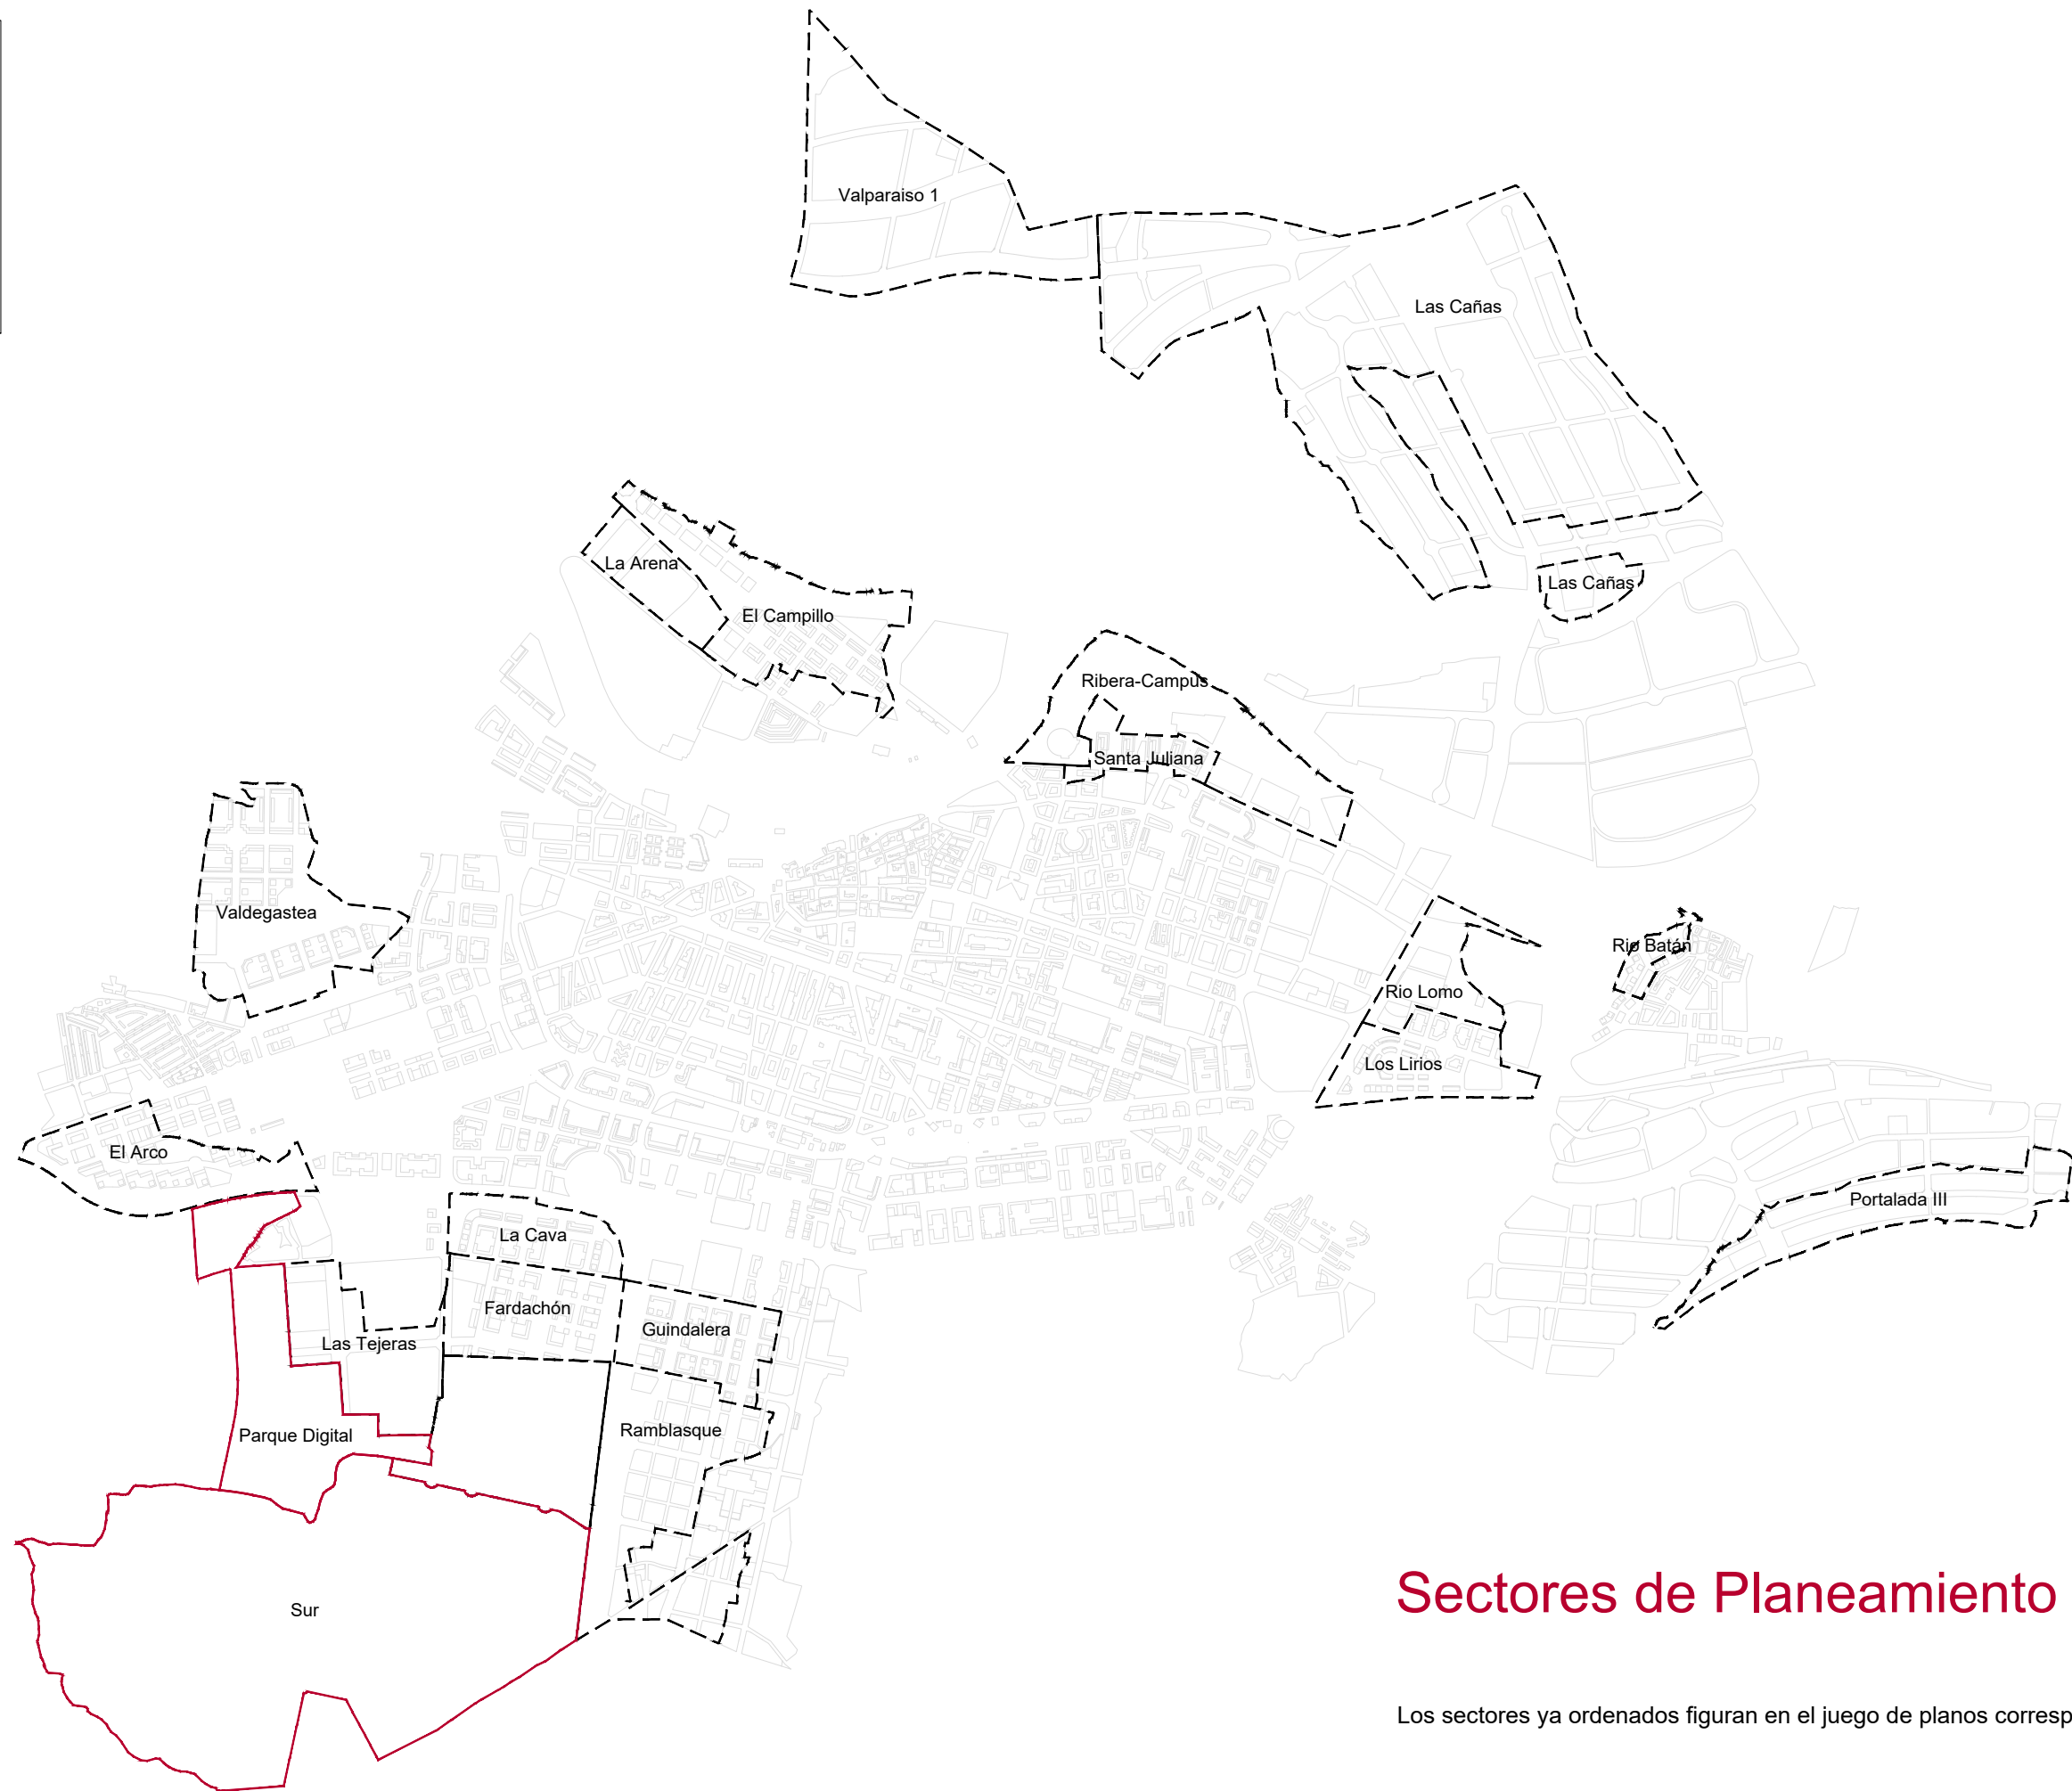 Valparaiso 1
Las Cañas
La Arena
El Campillo
Las Cañas
Ribera-Campus
Santa Juliana
Valdegastea
Rio Batán
Rio Lomo
Los Lirios
El Arco
Portalada III
La Cava
Fardachón
Guindalera
Las Tejeras
Ramblasque
Parque Digital
Sur
Sectores de Planeamiento
Los sectores ya ordenados figuran en el juego de planos corresp